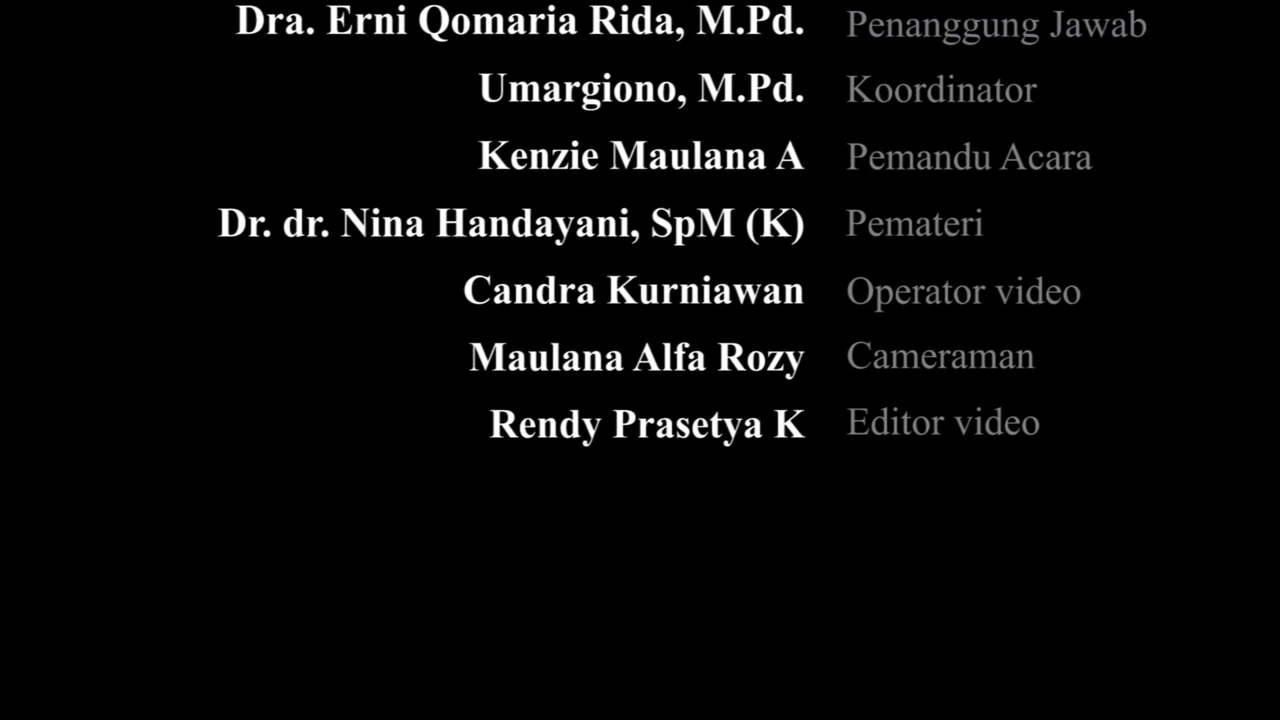 Dra. Erni Qomaria Rida, M.Pd. Penanggung Jawab
Umargiono, M.Pd. Koordinator
Kenzie Maulana A Pemandu Acara
Dr. dr. Nina Handayani, SpM (K) Pemateri
Candra Kurniawan Operator video
Maulana Alfa Rozy Cameraman
Rendy Prasetya K Editor video